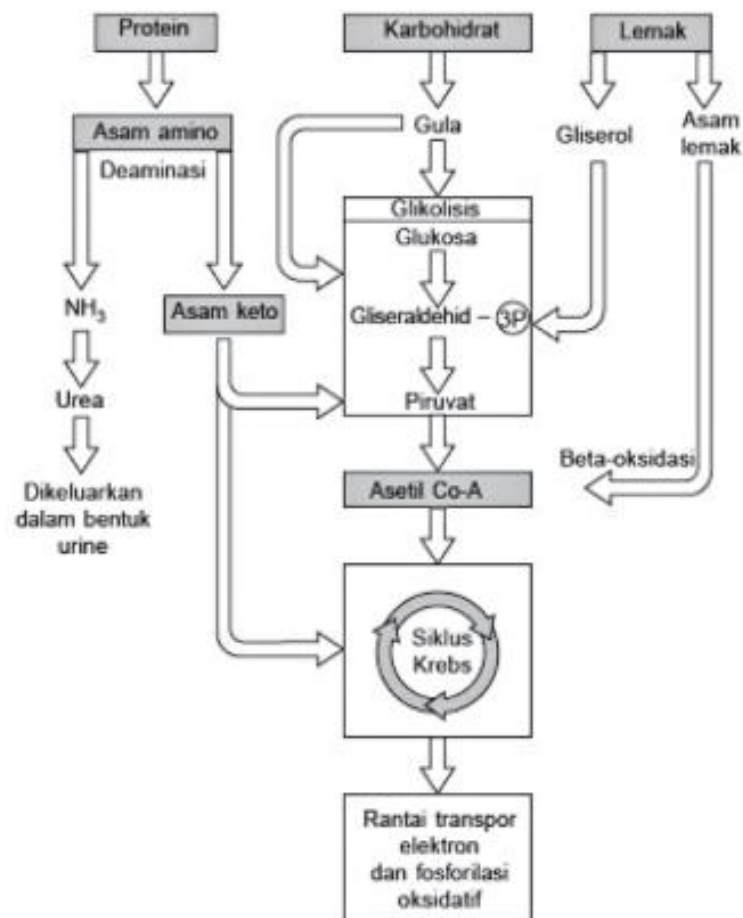 Protein
Karbohidrat
Lemak
Asam amino
Deaminasi
Gula
Gliserol
Asam
lemak
Glikolisis
Glukosa
NH₃
Asam keto
Gliseraldehid – 3P
Urea
Piruvat
Dikeluarkan
dalam bentuk
urine
Asetil Co-A
Beta-oksidasi
Siklus
Krebs
Rantai transpor
elektron
dan fosforilasi
oksidatif